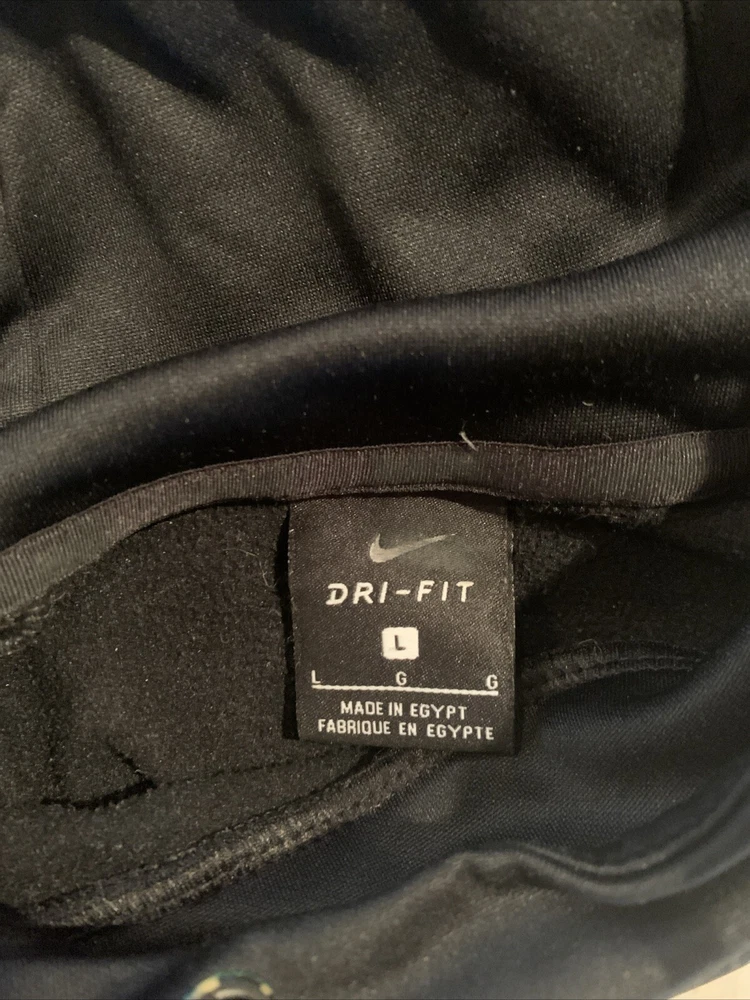 DRI-FIT
L
L G G
MADE IN EGYPT
FABRIQUE EN EGYPTE